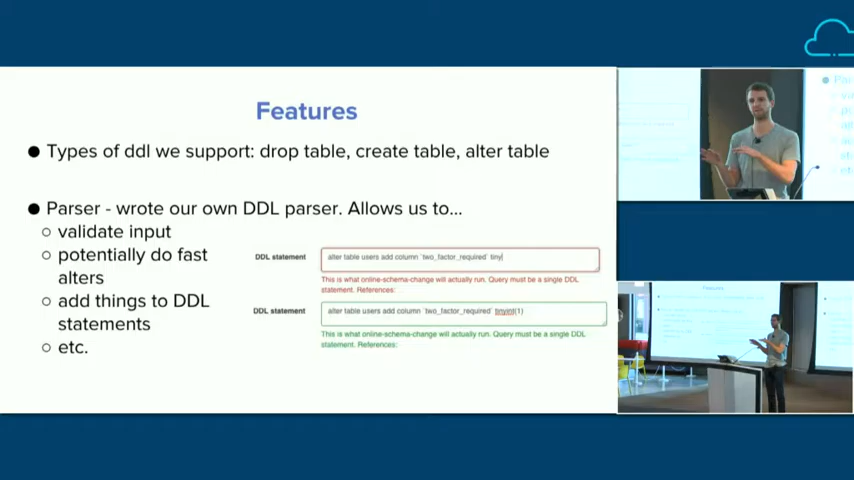 Features
● Types of ddl we support: drop table, create table, alter table
● Parser - wrote our own DDL parser. Allows us to...
○ validate input
○ potentially do fast
alters
○ add things to DDL
statements
○ etc.
DDL statement
alter table users add column `two_factor_required` tiny
This is what online-schema-change will actually run. Query must be a single DDL
statement. References:
DDL statement
alter table users add column `two_factor_required` tinyint(1)
This is what online-schema-change will actually run. Query must be a single DDL
statement. References:
Features